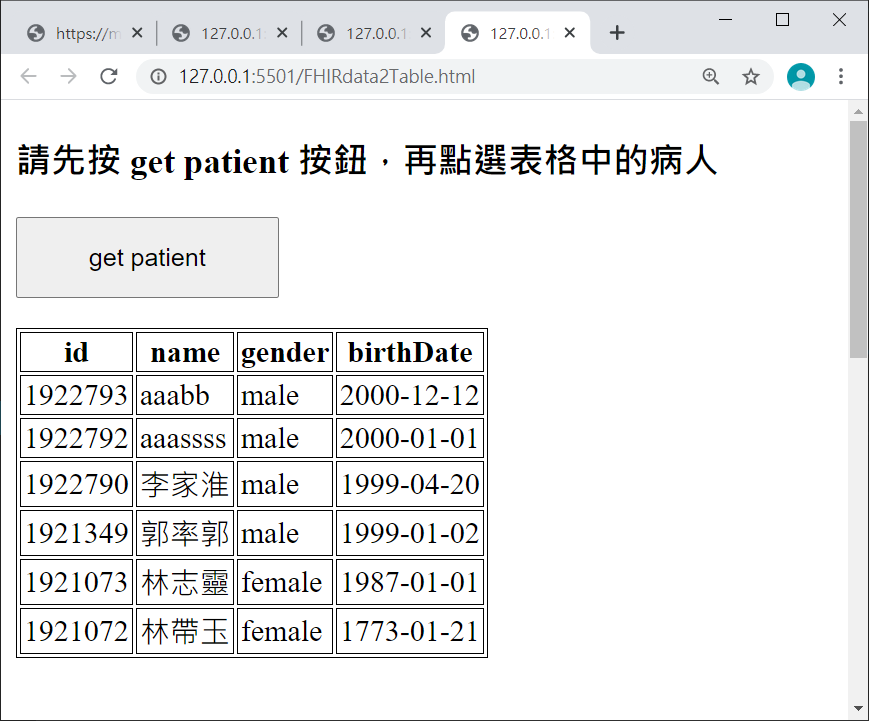 https://m
127.0.0.1:
127.0.0.1
127.0.0.1
127.0.0.1:5501/FHIRdata2Table.html
請先按 get patient 按鈕，再點選表格中的病人
get patient
id name gender birthDate
1922793 aaabb male 2000-12-12
1922792 aaassss male 2000-01-01
1922790 李家淮 male 1999-04-20
1921349 郭率郭 male 1999-01-02
1921073 林志靈 female 1987-01-01
1921072 林帶玉 female 1773-01-21